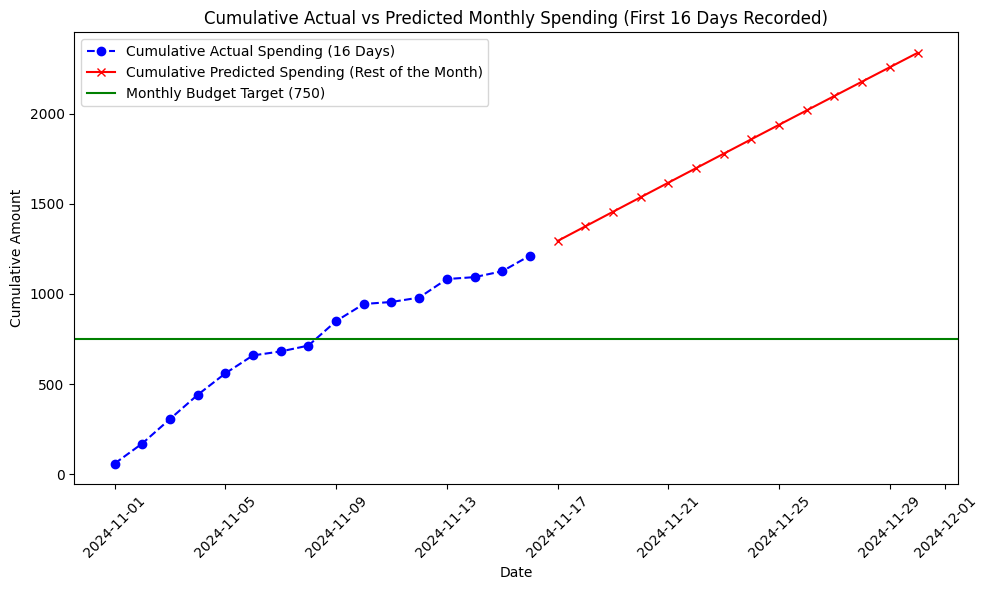 Cumulative Actual vs Predicted Monthly Spending (First 16 Days Recorded)
Cumulative Actual Spending (16 Days)
Cumulative Predicted Spending (Rest of the Month)
Monthly Budget Target (750)
Cumulative Amount
2000
1500
1000
500
0
2024-11-01
2024-11-05
2024-11-09
2024-11-13
2024-11-17
2024-11-21
2024-11-25
2024-11-29
2024-12-01
Date